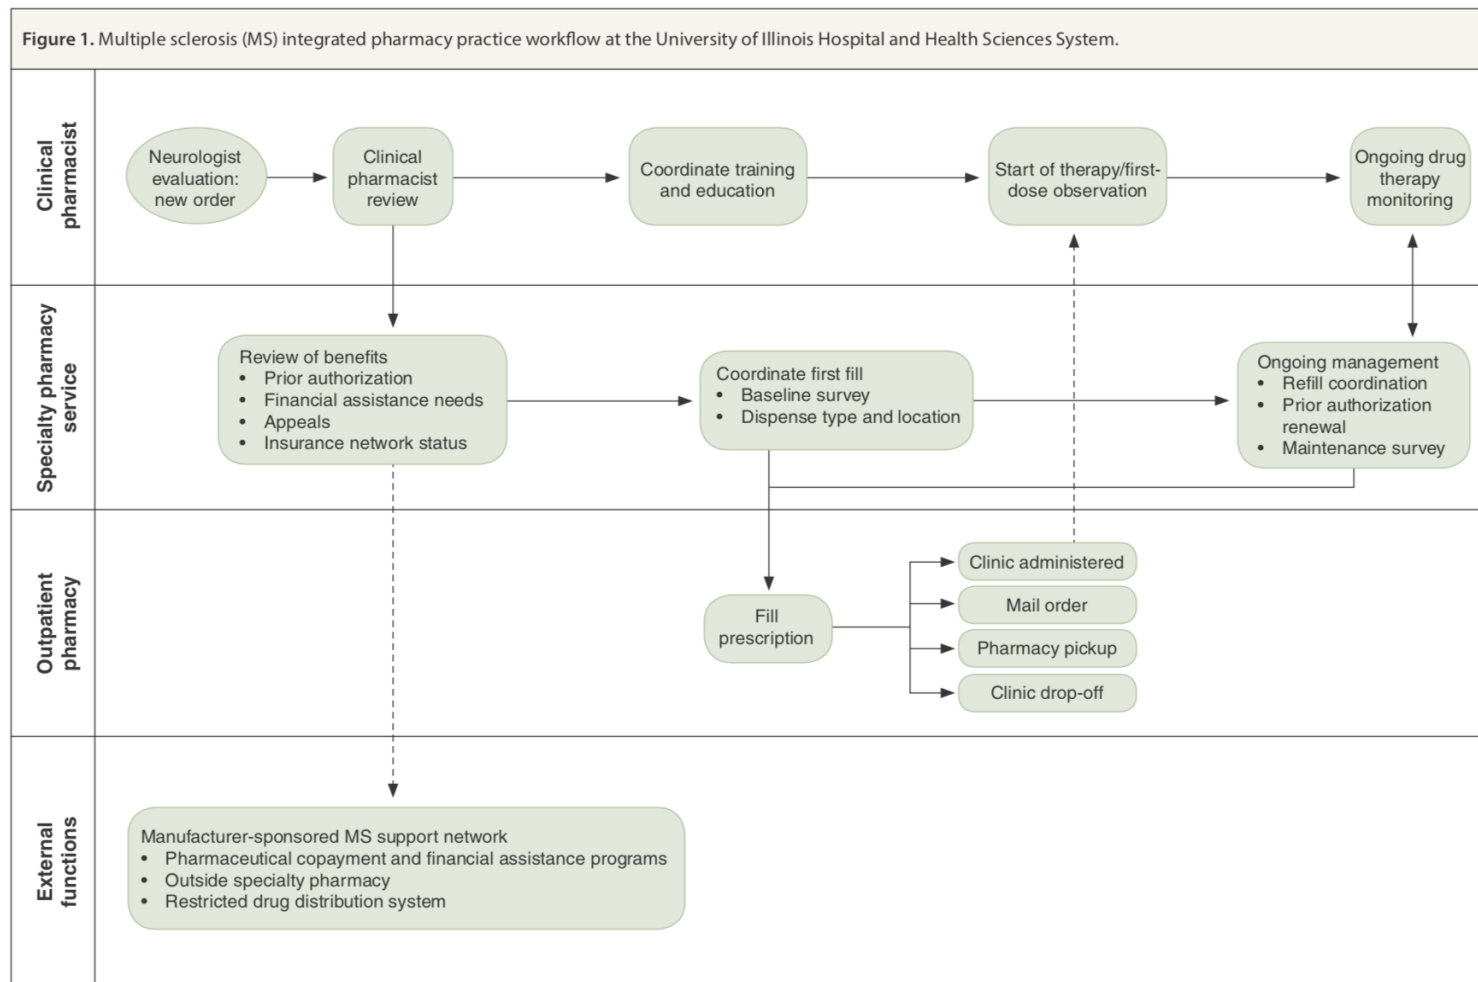 Figure 1. Multiple sclerosis (MS) integrated pharmacy practice workflow at the University of Illinois Hospital and Health Sciences System.
Clinical
pharmacist
Neurologist
evaluation:
new order
Clinical
pharmacist
review
Coordinate training
and education
Start of therapy/first-
dose observation
Ongoing drug
therapy
monitoring
Specialty pharmacy
service
Review of benefits
• Prior authorization
• Financial assistance needs
• Appeals
• Insurance network status
Coordinate first fill
• Baseline survey
• Dispense type and location
Ongoing management
• Refill coordination
• Prior authorization
renewal
• Maintenance survey
Outpatient
pharmacy
Fill
prescription
Clinic administered
Mail order
Pharmacy pickup
Clinic drop-off
External
functions
Manufacturer-sponsored MS support network
• Pharmaceutical copayment and financial assistance programs
• Outside specialty pharmacy
• Restricted drug distribution system